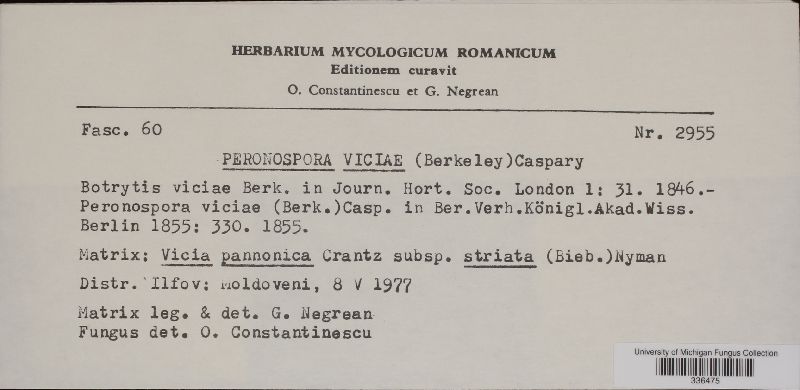 HERBARIUM MYCOLOGICUM ROMANICUM
Editionem curavit
O. Constantinescu et G. Negrean
Fasc. 60
Nr. 2955
PERONOSPORA VICIAE (Berkeley)Caspary
Botrytis viciae Berk. in Journ. Hort. Soc. London 1: 31. 1846.-
Peronospora viciae (Berk.)Casp. in Ber.Verh.Königl.Akad.Wiss.
Berlin 1855: 330. 1855.
Matrix: Vicia pannonica Crantz subsp. striata (Bieb.)Nyman
Distr. Ilfov: Moldoveni, 8 V 1977
Matrix leg. & det. G. Negrean
Fungus det. O. Constantinescu
University of Michigan Fungus Collection
336475